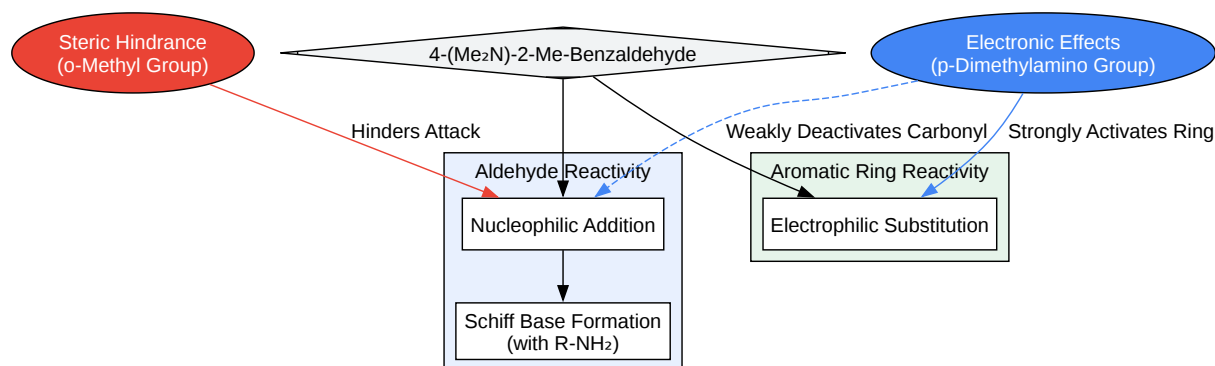 Steric Hindrance
(o-Methyl Group)
4-(Me₂N)-2-Me-Benzaldehyde
Electronic Effects
(p-Dimethylamino Group)
Hinders Attack
Weakly Deactivates Carbonyl
Strongly Activates Ring
Aldehyde Reactivity
Aromatic Ring Reactivity
Nucleophilic Addition
Electrophilic Substitution
Schiff Base Formation
(with R-NH₂)